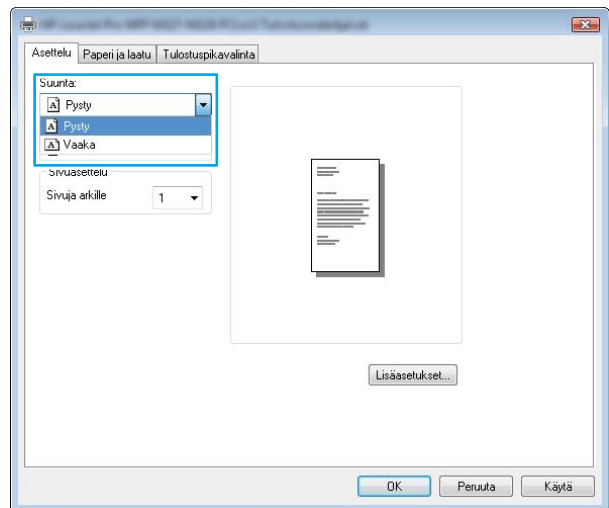 Asettelu Paperi ja laatu Tulostuspikavalinta
Suunta:
A Pysty
A Pysty
A Vaaka
Sivuasettelu
Sivuja arkille 1
Lisäasetukset...
OK Peruuta Käytä